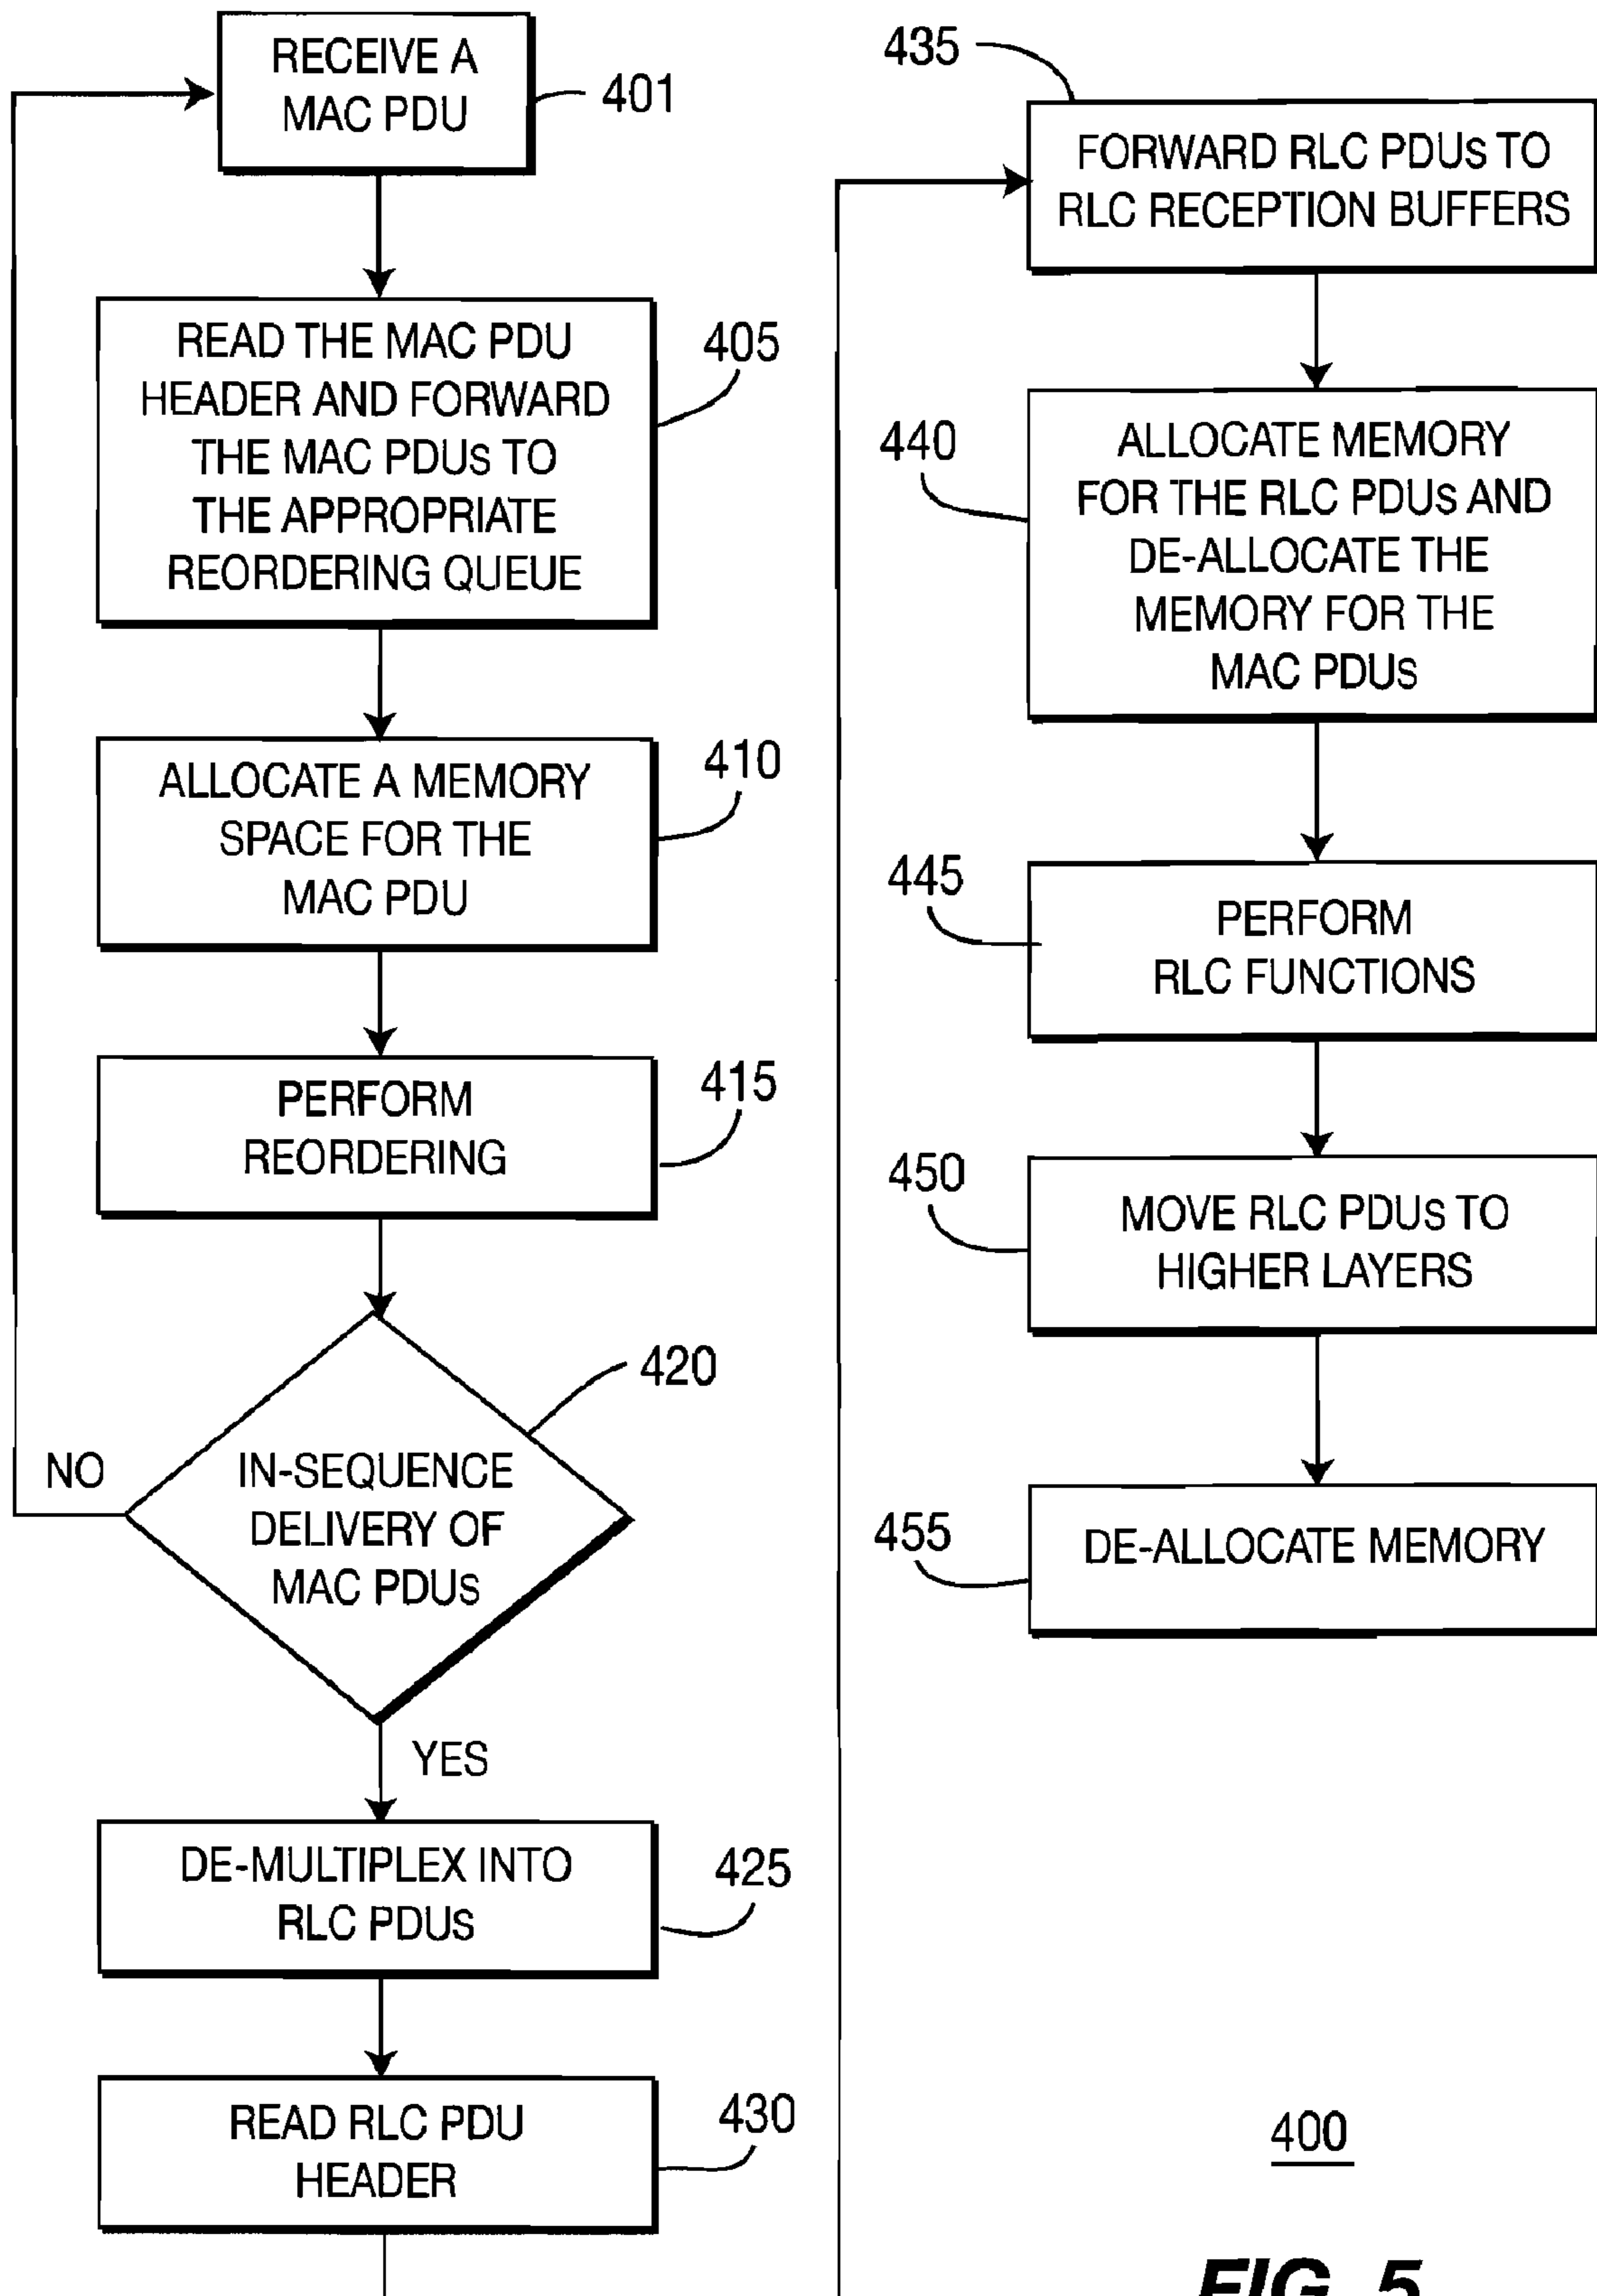 RECEIVE A
MAC PDU
401
READ THE MAC PDU
HEADER AND FORWARD
THE MAC PDUs TO
THE APPROPRIATE
REORDERING QUEUE
405
ALLOCATE A MEMORY
SPACE FOR THE
MAC PDU
410
PERFORM
REORDERING
415
IN-SEQUENCE
DELIVERY OF
MAC PDUs
420
NO
YES
DE-MULTIPLEX INTO
RLC PDUS
425
READ RLC PDU
HEADER
430
435
FORWARD RLC PDUs TO
RLC RECEPTION BUFFERS
440
ALLOCATE MEMORY
FOR THE RLC PDUs AND
DE-ALLOCATE THE
MEMORY FOR THE
MAC PDUs
445
PERFORM
RLC FUNCTIONS
450
MOVE RLC PDUs TO
HIGHER LAYERS
455
DE-ALLOCATE MEMORY
400
FIG. 5